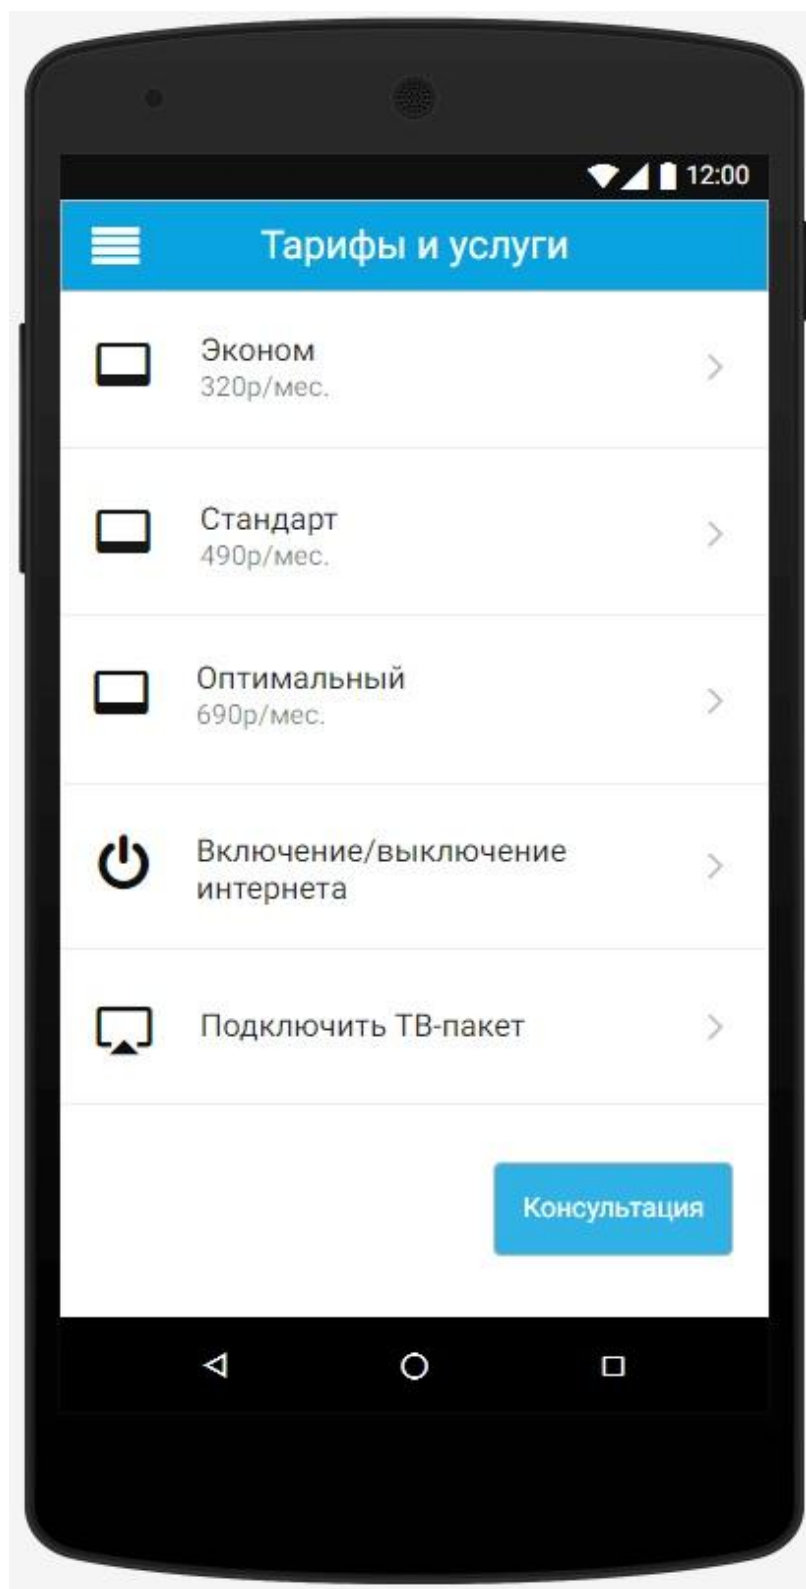 12:00
Тарифы и услуги
Эконом
320р/мес.
Стандарт
490р/мес.
Оптимальный
690р/мес.
Включение/выключение
интернета
Подключить ТВ-пакет
Консультация